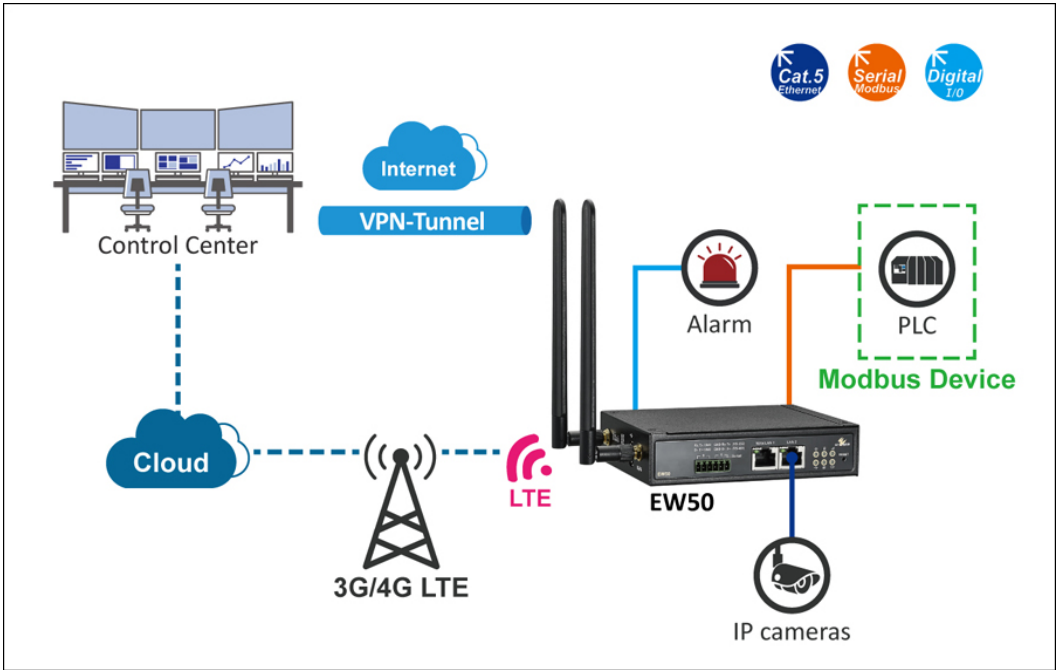 Cat.5
Ethernet
Serial
Modbus
Digital
I/O
Internet
VPN-Tunnel
Control Center
Alarm
PLC
Modbus Device
Cloud
LTE
EW50
3G/4G LTE
IP cameras
EW50